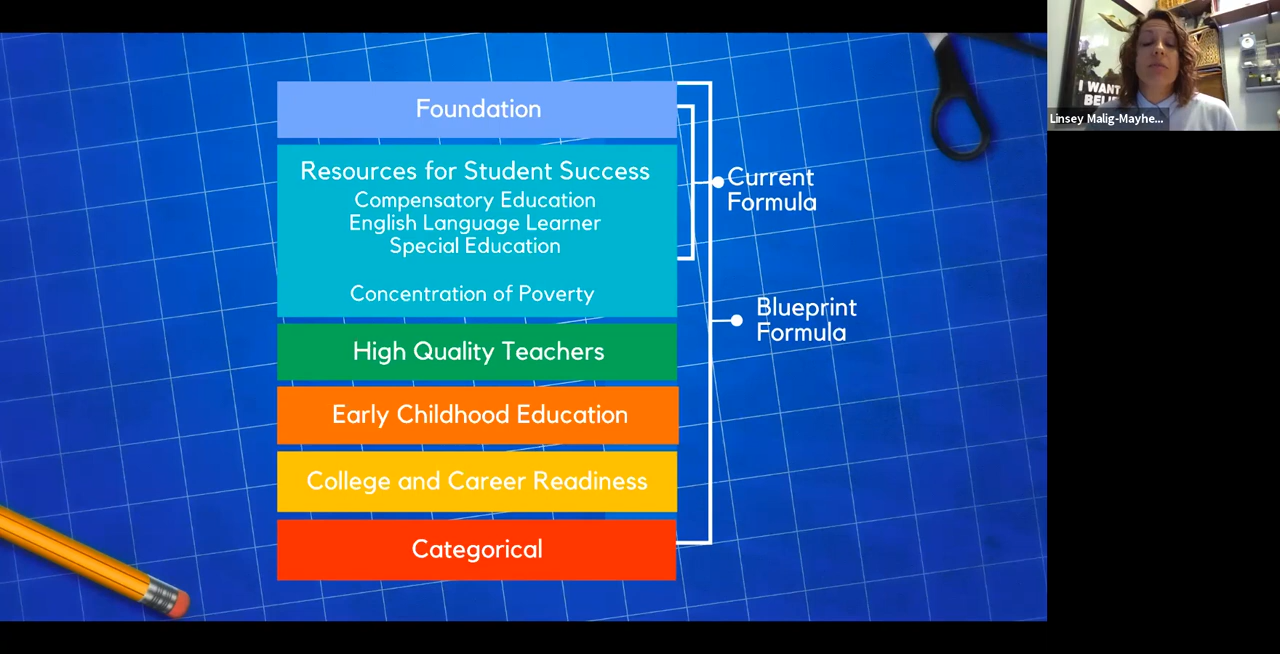 Foundation
Resources for Student Success
Compensatory Education
English Language Learner
Special Education
Concentration of Poverty
High Quality Teachers
Early Childhood Education
College and Career Readiness
Categorical
Current
Formula
Blueprint
Formula
I WANT
Linsey Malig-Mayhe...